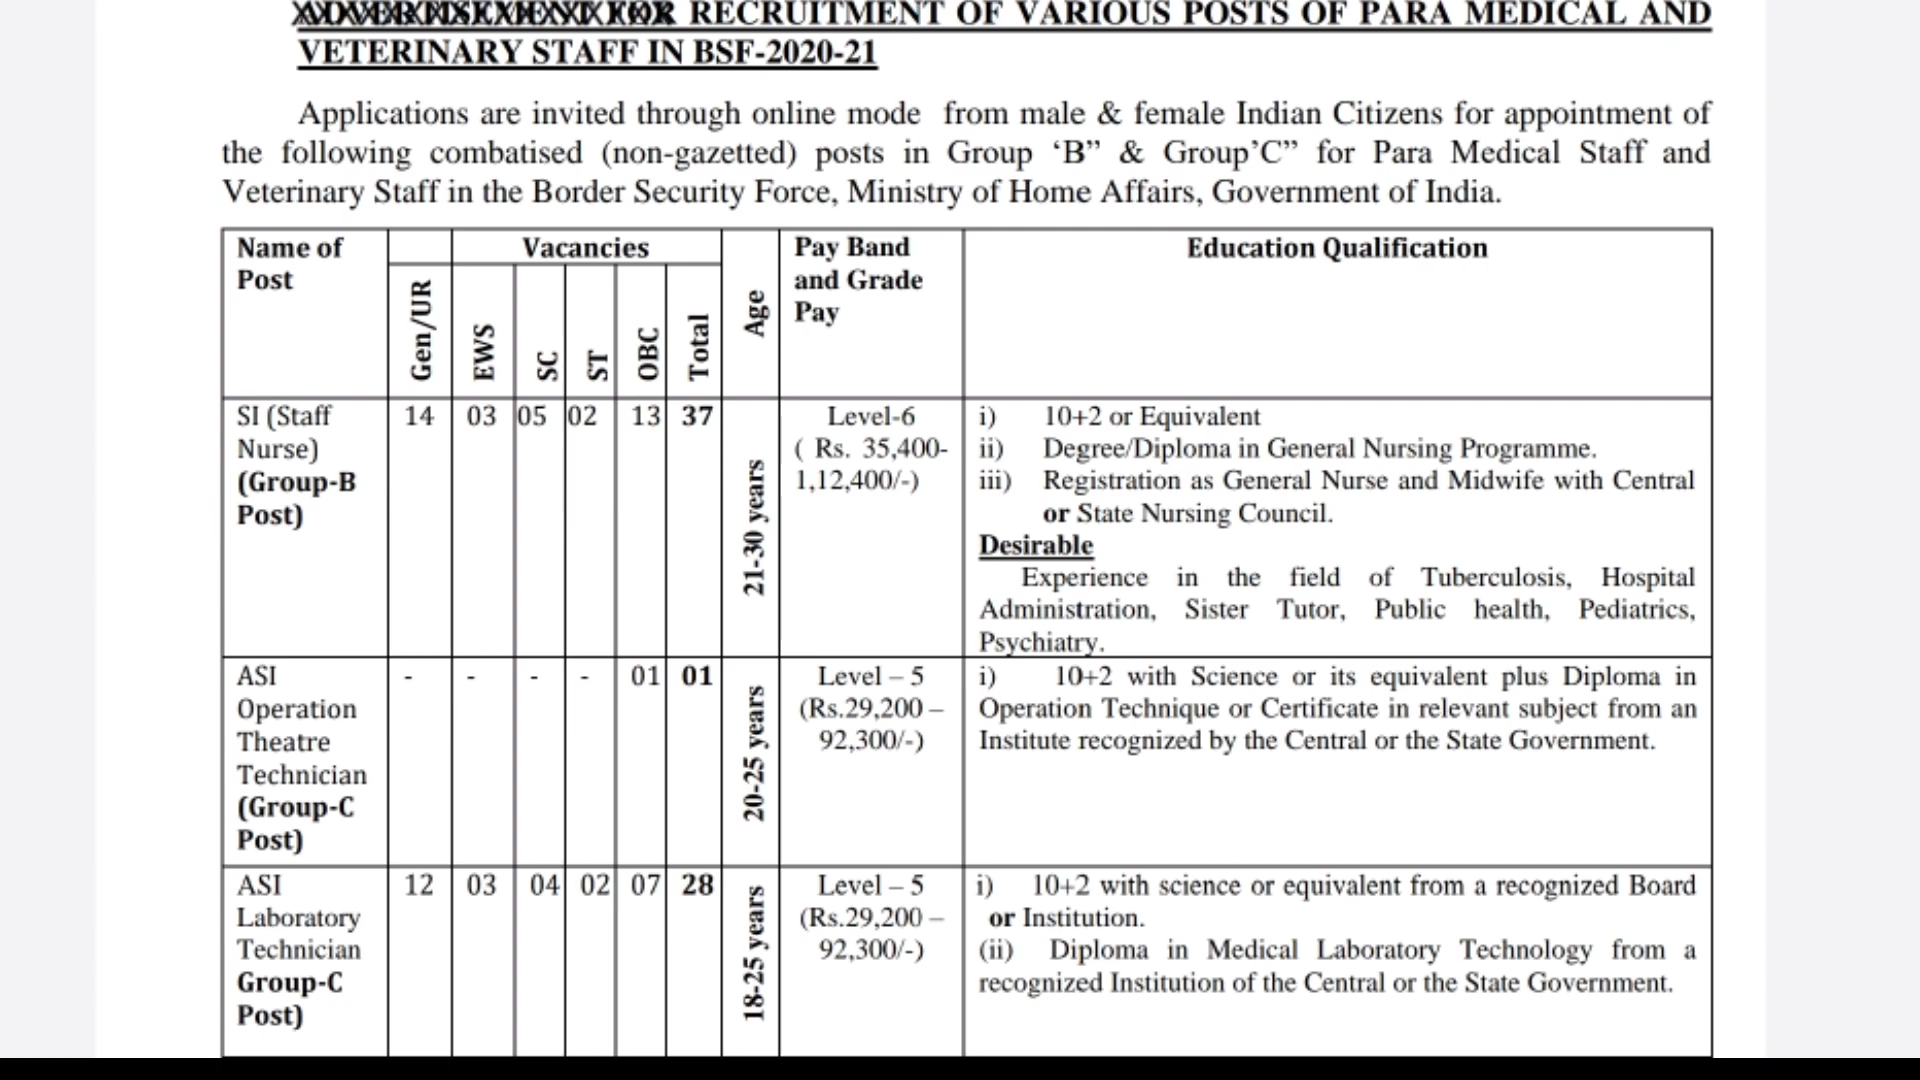 RECRUITMENT OF VARIOUS POSTS OF PARA MEDICAL AND
VETERINARY STAFF IN BSF-2020-21
Applications are invited through online mode from male & female Indian Citizens for appointment of
the following combatised (non-gazetted) posts in Group ‘B” & Group’C” for Para Medical Staff and
Veterinary Staff in the Border Security Force, Ministry of Home Affairs, Government of India.
Name of
Post
Vacancies
Gen/UR
EWS
SC
ST
OBC
Total
Age
Pay Band
and Grade
Pay
Education Qualification
SI (Staff
Nurse)
(Group-B
Post)
14 03 05 02 13 37
21-30 years
Level-6
( Rs. 35,400-
1,12,400/-)
i) 10+2 or Equivalent
ii) Degree/Diploma in General Nursing Programme.
iii) Registration as General Nurse and Midwife with Central
or State Nursing Council.
Desirable
Experience in the field of Tuberculosis, Hospital
Administration, Sister Tutor, Public health, Pediatrics,
Psychiatry.
ASI
Operation
Theatre
Technician
(Group-C
Post)
- - - - 01 01
20-25 years
Level – 5
(Rs.29,200 –
92,300/-)
i) 10+2 with Science or its equivalent plus Diploma in
Operation Technique or Certificate in relevant subject from an
Institute recognized by the Central or the State Government.
ASI
Laboratory
Technician
Group-C
Post)
12 03 04 02 07 28
18-25 years
Level – 5
(Rs.29,200 –
92,300/-)
i) 10+2 with science or equivalent from a recognized Board
or Institution.
(ii) Diploma in Medical Laboratory Technology from a
recognized Institution of the Central or the State Government.